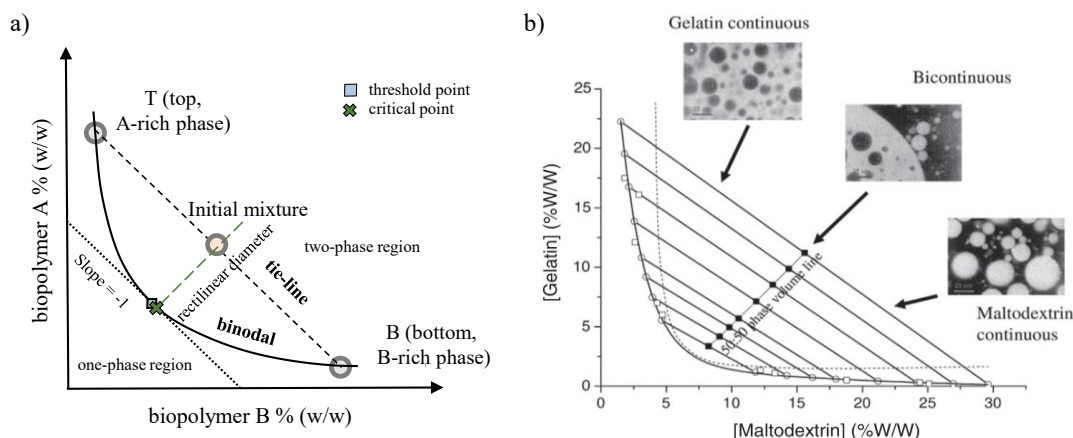 a)
T (top,
A-rich phase)
threshold point
critical point
Initial mixture
two-phase region
rectilinear diameter
tie-line
Slope = -1
binodal
B (bottom,
B-rich phase)
one-phase region
biopolymer A % (w/w)
biopolymer B % (w/w)
b)
Gelatin continuous
Bicontinuous
Maltodextrin
continuous
50:50 phase volume line
[Gelatin] (%W/W)
25
20
15
10
5
0
0 5 10 15 20 25 30
[Maltodextrin] (%W/W)